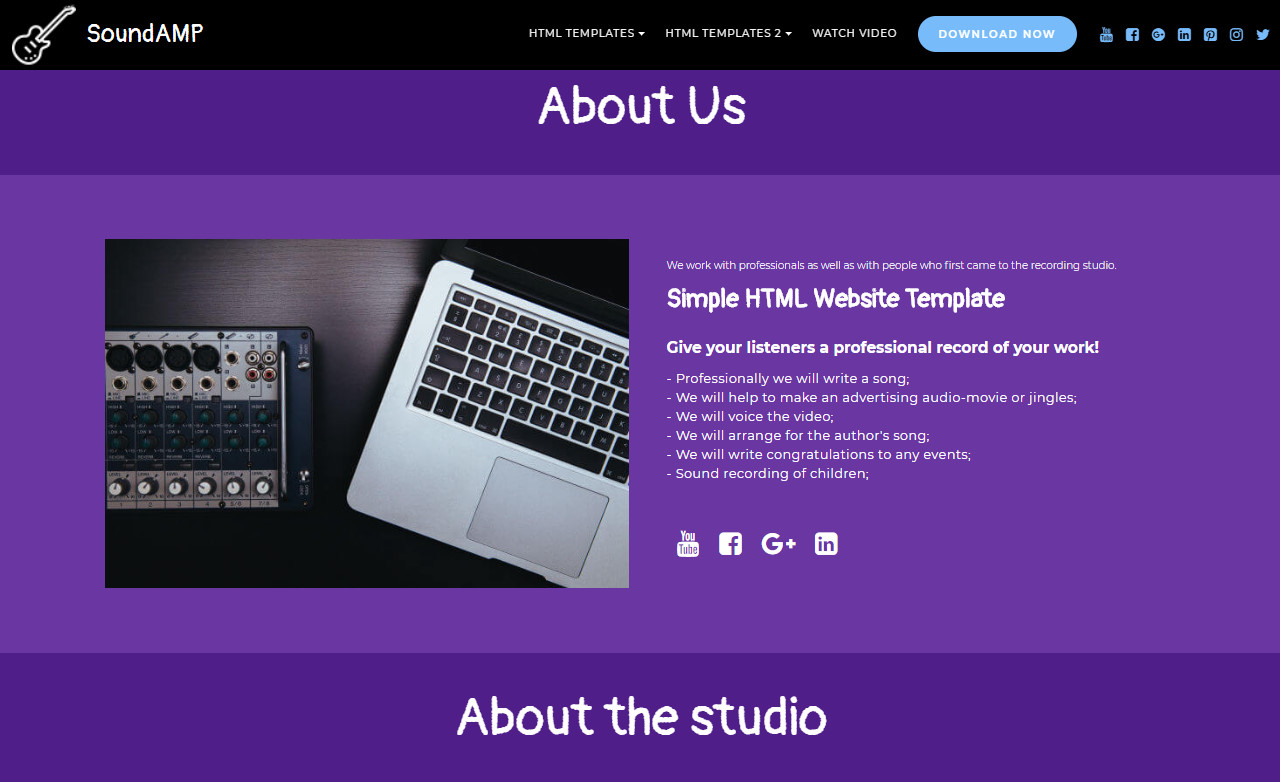 SoundAMP
HTML TEMPLATES
HTML TEMPLATES 2
WATCH VIDEO
DOWNLOAD NOW
About Us
We work with professionals as well as with people who first came to the recording studio.
Simple HTML Website Template
Give your listeners a professional record of your work!
- Professionally we will write a song;
- We will help to make an advertising audio-movie or jingles;
- We will voice the video;
- We will arrange for the author's song;
- We will write congratulations to any events;
- Sound recording of children;
You Tube
About the studio